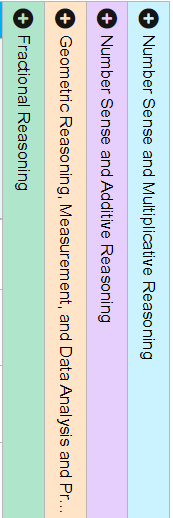 Number Sense and Multiplicative Reasoning
Number Sense and Additive Reasoning
Geometric Reasoning, Measurement, and Data Analysis and Pr...
Fractional Reasoning